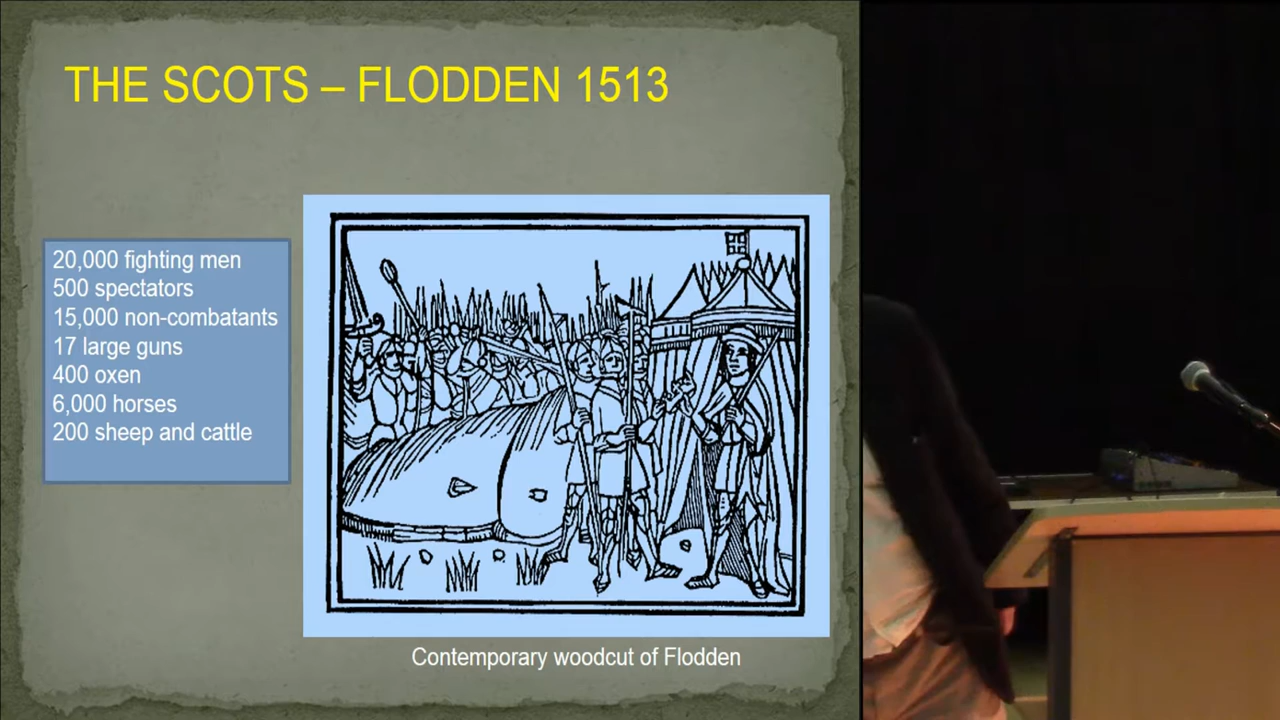 THE SCOTS – FLODDEN 1513
20,000 fighting men
500 spectators
15,000 non-combatants
17 large guns
400 oxen
6,000 horses
200 sheep and cattle
Contemporary woodcut of Flodden